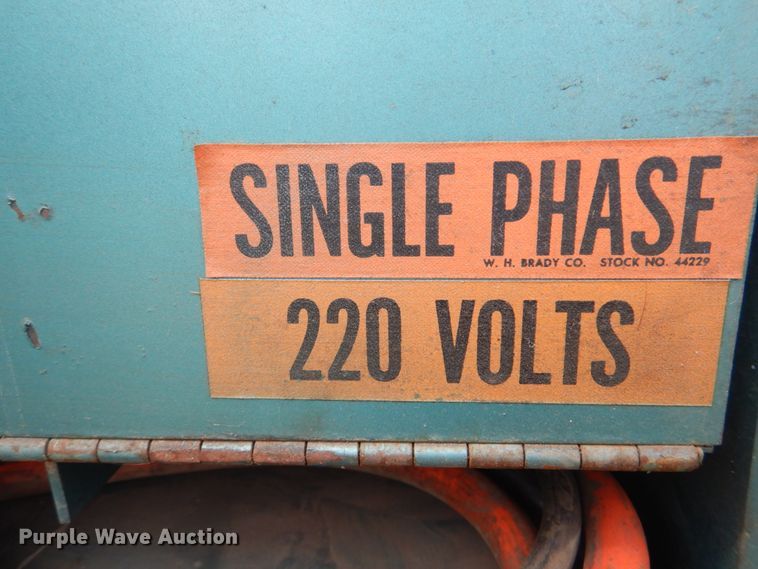 SINGLE PHASE
W. H. BRADY CO. STOCK NO. 44229
220 VOLTS
Purple Wave Auction®